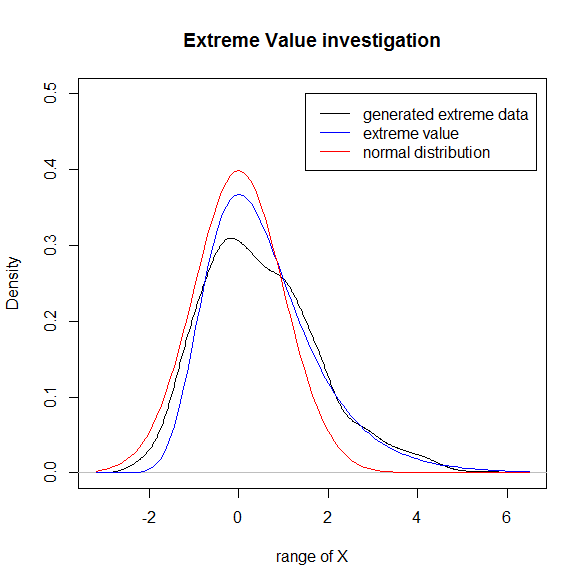 Extreme Value investigation
generated extreme data
extreme value
normal distribution
Density
0.5
0.4
0.3
0.2
0.1
0.0
-2 0 2 4 6
range of X